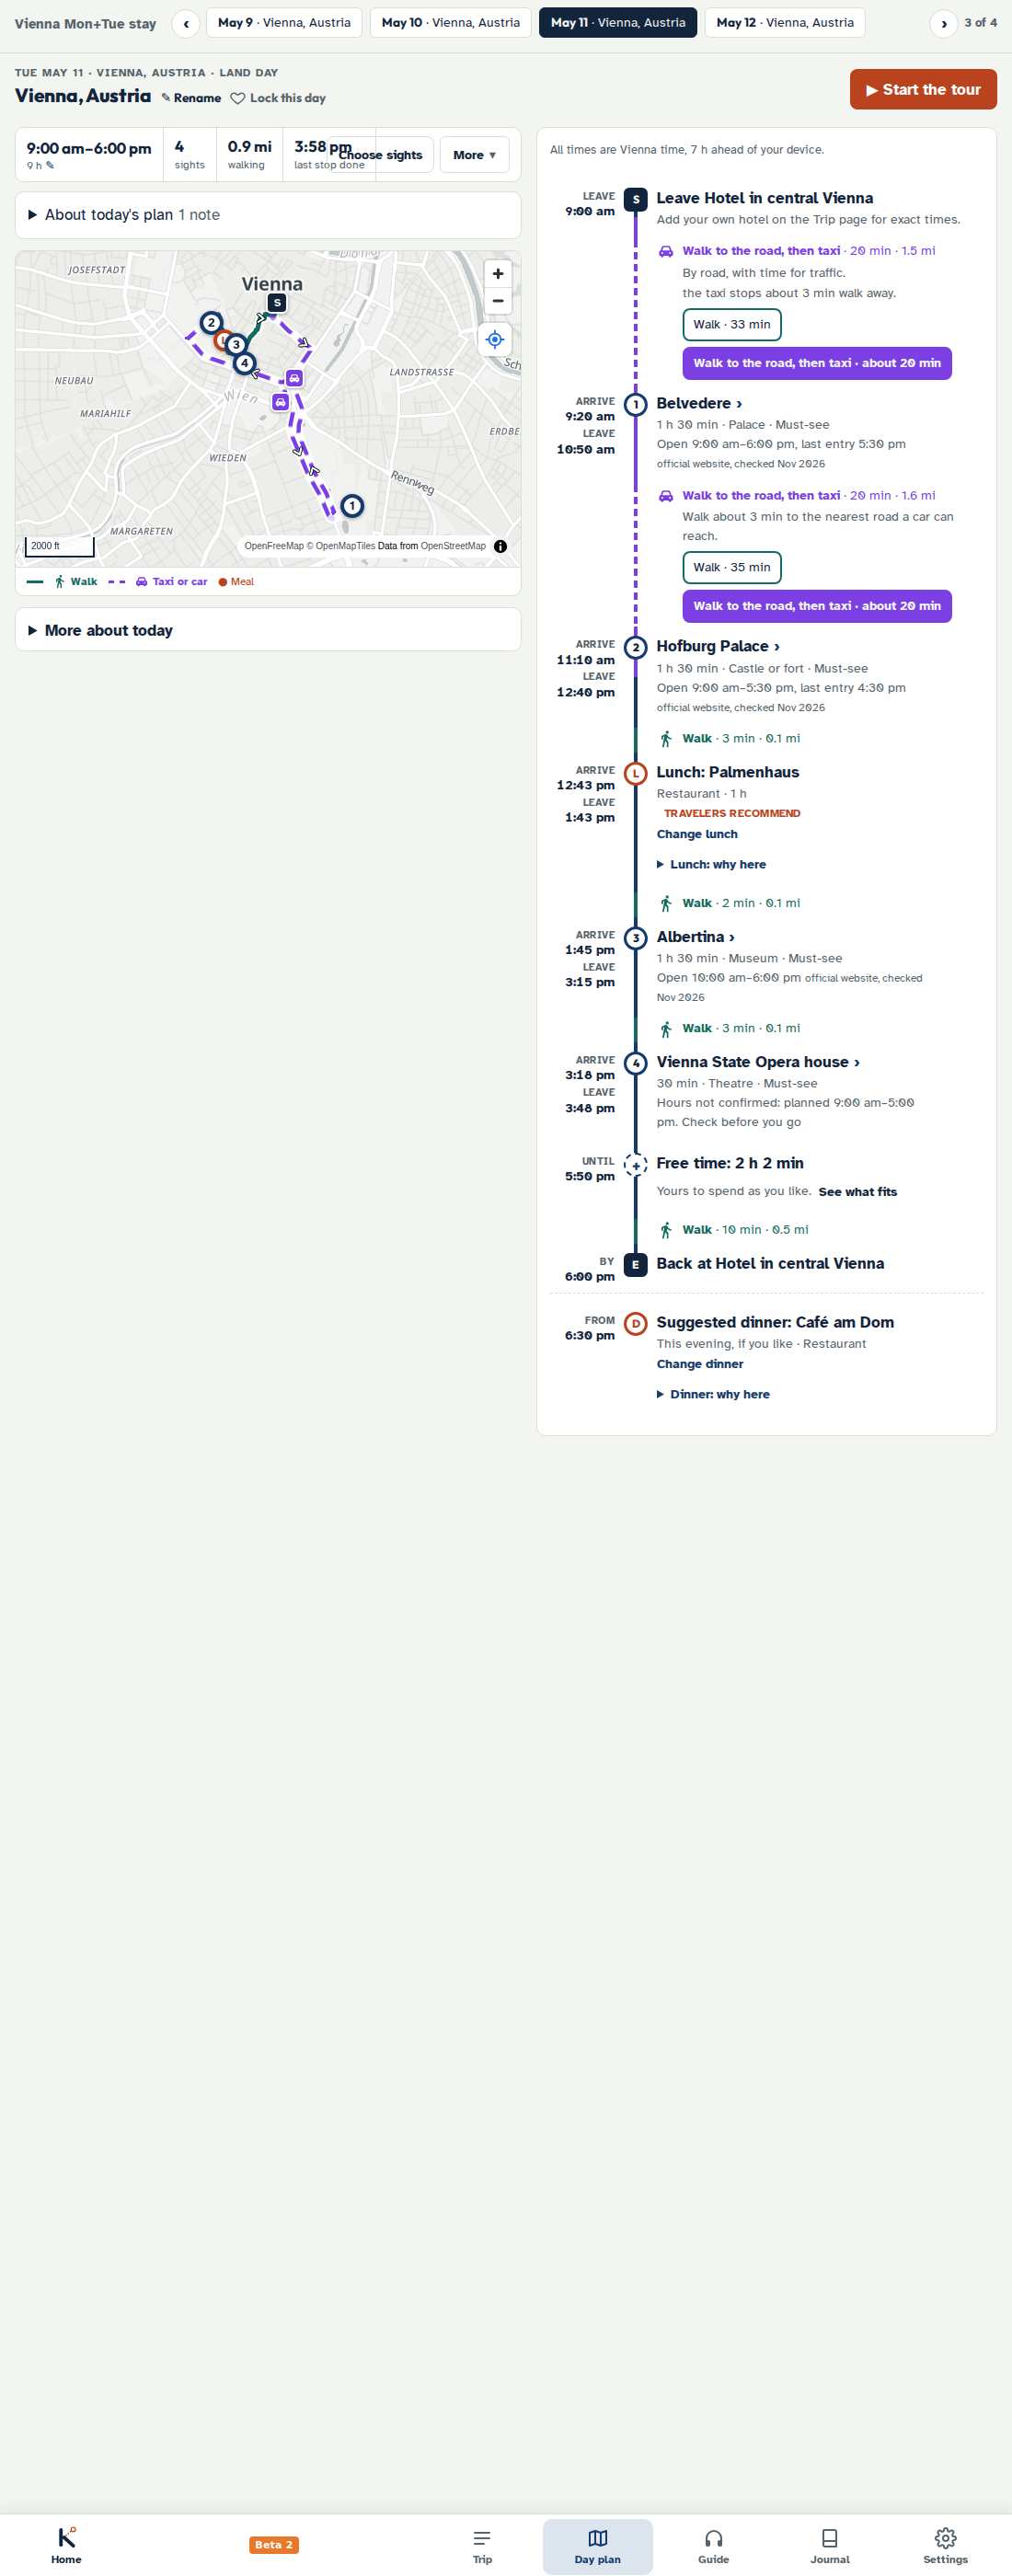 Vienna Mon+Tue stay
‹
May 9 · Vienna, Austria
May 10 · Vienna, Austria
May 11 · Vienna, Austria
May 12 · Vienna, Austria
›
3 of 4
TUE MAY 11 · VIENNA, AUSTRIA · LAND DAY
Vienna, Austria
✎ Rename
Lock this day
▶ Start the tour
9:00 am–6:00 pm
9 h ✎
4
sights
0.9 mi
walking
3:58 pm
last stop done
Choose sights
More ▾
▶ About today's plan 1 note
JOSEFSTADT
Vienna
S
2
3
4
LANDSTRASSE
Sch
NEUBAU
Wien
MARIAHILF
ERDBE
WIEDEN
Rennweg
1
MARGARETEN
2000 ft
OpenFreeMap © OpenMapTiles Data from OpenStreetMap
+
−
Walk
Taxi or car
Meal
▶ More about today
All times are Vienna time, 7 h ahead of your device.
LEAVE
9:00 am
S
Leave Hotel in central Vienna
Add your own hotel on the Trip page for exact times.
Walk to the road, then taxi · 20 min · 1.5 mi
By road, with time for traffic.
the taxi stops about 3 min walk away.
Walk · 33 min
Walk to the road, then taxi · about 20 min
ARRIVE
9:20 am
LEAVE
10:50 am
1
Belvedere ›
1 h 30 min · Palace · Must-see
Open 9:00 am–6:00 pm, last entry 5:30 pm
official website, checked Nov 2026
Walk to the road, then taxi · 20 min · 1.6 mi
Walk about 3 min to the nearest road a car can
reach.
Walk · 35 min
Walk to the road, then taxi · about 20 min
ARRIVE
11:10 am
LEAVE
12:40 pm
2
Hofburg Palace ›
1 h 30 min · Castle or fort · Must-see
Open 9:00 am–5:30 pm, last entry 4:30 pm
official website, checked Nov 2026
Walk · 3 min · 0.1 mi
ARRIVE
12:43 pm
LEAVE
1:43 pm
L
Lunch: Palmenhaus
Restaurant · 1 h
TRAVELERS RECOMMEND
Change lunch
▶ Lunch: why here
Walk · 2 min · 0.1 mi
ARRIVE
1:45 pm
LEAVE
3:15 pm
3
Albertina ›
1 h 30 min · Museum · Must-see
Open 10:00 am–6:00 pm official website, checked
Nov 2026
Walk · 3 min · 0.1 mi
ARRIVE
3:18 pm
LEAVE
3:48 pm
4
Vienna State Opera house ›
30 min · Theatre · Must-see
Hours not confirmed: planned 9:00 am–5:00
pm. Check before you go
UNTIL
5:50 pm
+
Free time: 2 h 2 min
Yours to spend as you like. See what fits
Walk · 10 min · 0.5 mi
BY
6:00 pm
E
Back at Hotel in central Vienna
FROM
6:30 pm
D
Suggested dinner: Café am Dom
This evening, if you like · Restaurant
Change dinner
▶ Dinner: why here
Home
Beta 2
Trip
Day plan
Guide
Journal
Settings